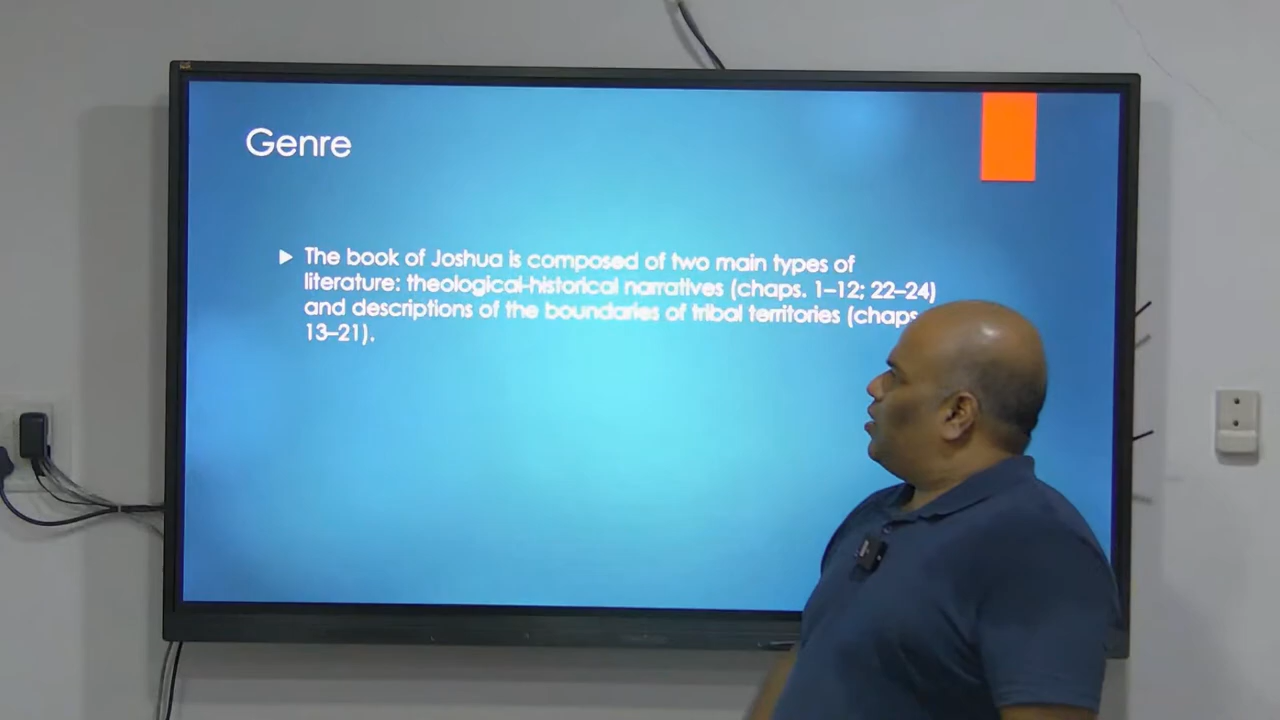 Genre
The book of Joshua is composed of two main types of
literature: theological-historical narratives (chaps. 1–12; 22–24)
and descriptions of the boundaries of tribal territories (chaps
13–21).